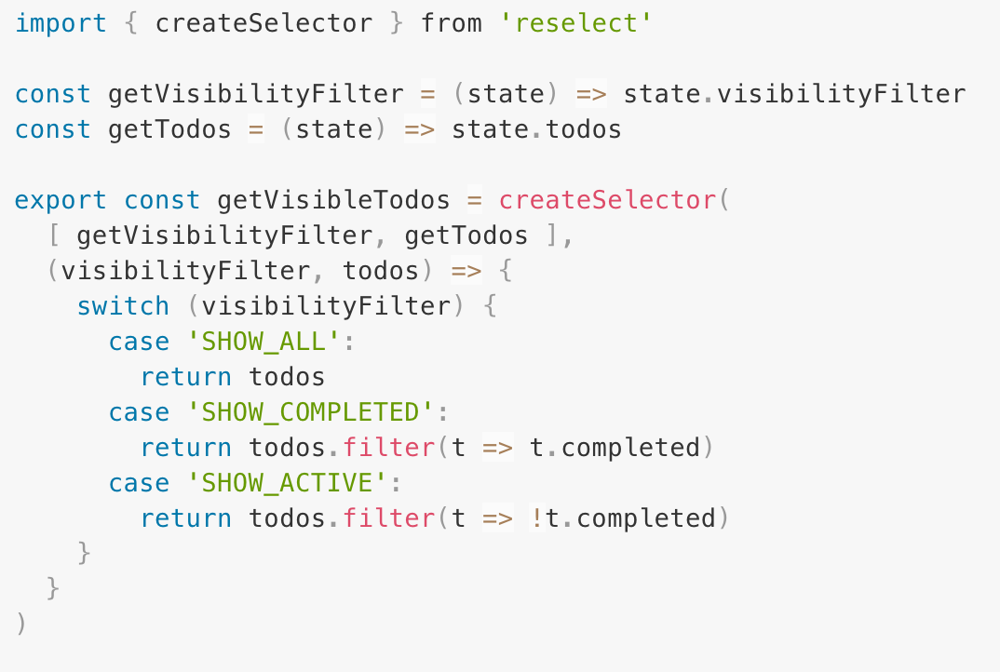 import { createSelector } from 'reselect'

const getVisibilityFilter = (state) => state.visibilityFilter
const getTodos = (state) => state.todos

export const getVisibleTodos = createSelector(
  [ getVisibilityFilter, getTodos ],
  (visibilityFilter, todos) => {
    switch (visibilityFilter) {
      case 'SHOW_ALL':
        return todos
      case 'SHOW_COMPLETED':
        return todos.filter(t => t.completed)
      case 'SHOW_ACTIVE':
        return todos.filter(t => !t.completed)
    }
  }
)